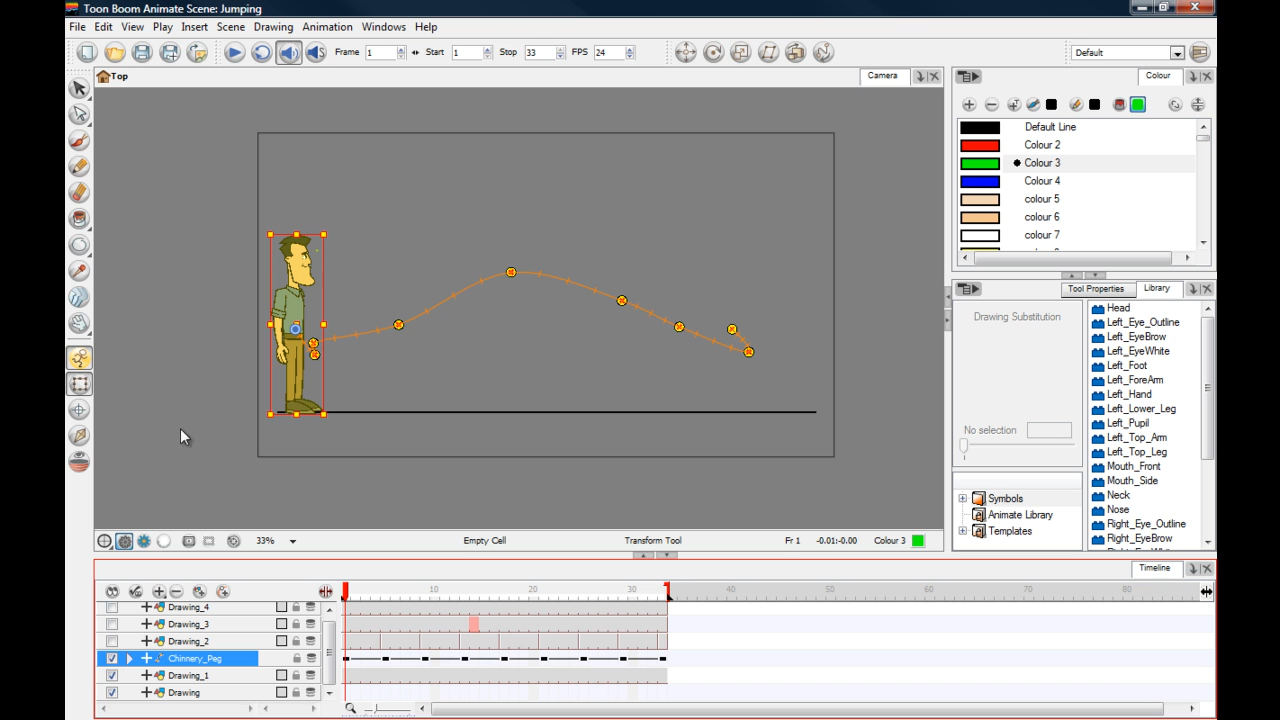 Toon Boom Animate Scene: Jumping
File Edit View Play Insert Scene Drawing Animation Windows Help
Frame 1 Start 1 Stop 33 FPS 24 Default
Top Camera Colour
Default Line
Colour 2
Colour 3
Colour 4
colour 5
colour 6
colour 7
Tool Properties Library
Drawing Substitution
No selection
Symbols
Animate Library
Templates
Head
Left_Eye_Outline
Left_EyeBrow
Left_EyeWhite
Left_Foot
Left_ForeArm
Left_Hand
Left_Lower_Leg
Left_Pupil
Left_Top_Arm
Left_Top_Leg
Mouth_Front
Mouth_Side
Neck
Nose
Right_Eye_Outline
Right_EyeBrow
33% Empty Cell Transform Tool Fr 1 -0.01:-0.00 Colour 3
Timeline
10 20 30 40 50 60 70 80
Drawing_4
Drawing_3
Drawing_2
Chinnery_Peg
Drawing_1
Drawing